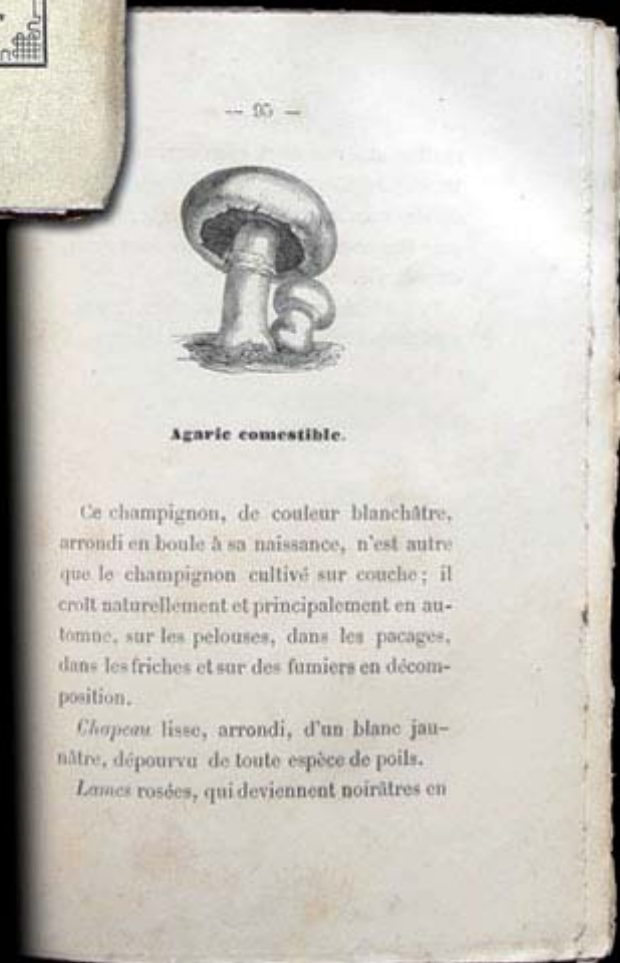 — 95 —
Agaric comestible.
Ce champignon, de couleur blanchâtre,
arrondi en boule à sa naissance, n'est autre
que le champignon cultivé sur couche; il
croît naturellement et principalement en au-
tomne, sur les pelouses, dans les pacages,
dans les friches et sur des fumiers en décom-
position.
Chapeau lisse, arrondi, d'un blanc jau-
nâtre, dépourvu de toute espèce de poils.
Lames rosées, qui deviennent noirâtres en